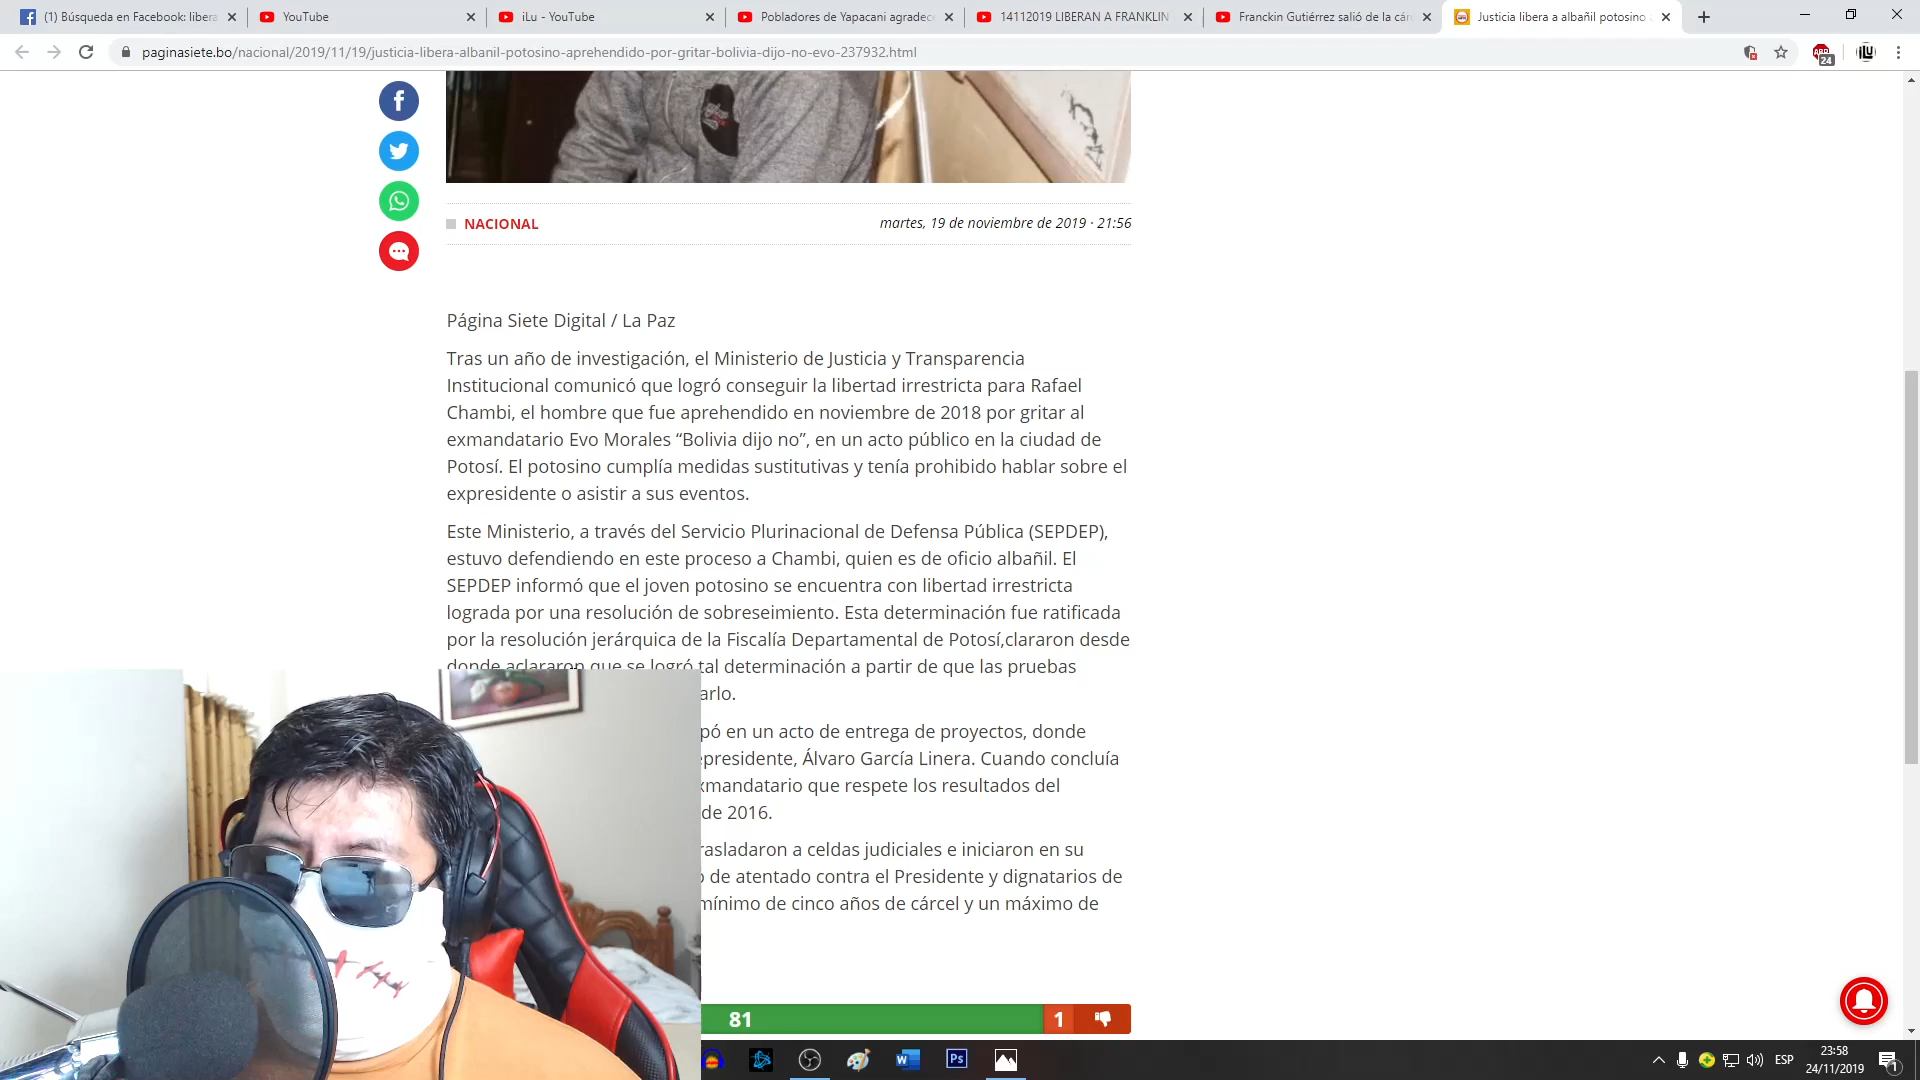 (1) Búsqueda en Facebook: libera
YouTube
iLu - YouTube
Pobladores de Yapacani agradece
14112019 LIBERAN A FRANKLIN
Franckin Gutiérrez salió de la cár
Justicia libera a albañil potosino
paginasiete.bo/nacional/2019/11/19/justicia-libera-albanil-potosino-aprehendido-por-gritar-bolivia-dijo-no-evo-237932.html
24
NACIONAL
martes, 19 de noviembre de 2019 · 21:56
Página Siete Digital / La Paz
Tras un año de investigación, el Ministerio de Justicia y Transparencia
Institucional comunicó que logró conseguir la libertad irrestricta para Rafael
Chambi, el hombre que fue aprehendido en noviembre de 2018 por gritar al
exmandatario Evo Morales “Bolivia dijo no”, en un acto público en la ciudad de
Potosí. El potosino cumplía medidas sustitutivas y tenía prohibido hablar sobre el
expresidente o asistir a sus eventos.
Este Ministerio, a través del Servicio Plurinacional de Defensa Pública (SEPDEP),
estuvo defendiendo en este proceso a Chambi, quien es de oficio albañil. El
SEPDEP informó que el joven potosino se encuentra con libertad irrestricta
lograda por una resolución de sobreseimiento. Esta determinación fue ratificada
por la resolución jerárquica de la Fiscalía Departamental de Potosí,clararon desde
donde aclararon que se logró tal determinación a partir de que las pruebas
arlo.
pó en un acto de entrega de proyectos, donde
epresidente, Álvaro García Linera. Cuando concluía
xmandatario que respete los resultados del
de 2016.
rasladaron a celdas judiciales e iniciaron en su
o de atentado contra el Presidente y dignatarios de
mínimo de cinco años de cárcel y un máximo de
81
1
Ps
ESP
23:58
24/11/2019
1